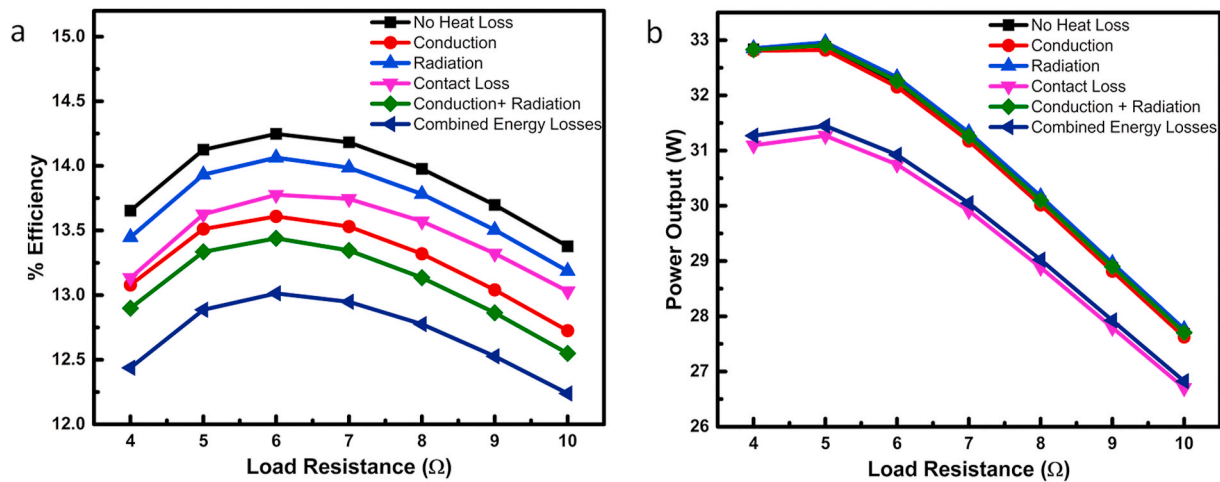 a
% Efficiency
15.0
14.5
14.0
13.5
13.0
12.5
12.0
4 5 6 7 8 9 10
Load Resistance (Ω)
No Heat Loss
Conduction
Radiation
Contact Loss
Conduction+ Radiation
Combined Energy Losses
b
Power Output (W)
33
32
31
30
29
28
27
26
4 5 6 7 8 9 10
Load Resistance (Ω)
No Heat Loss
Conduction
Radiation
Contact Loss
Conduction + Radiation
Combined Energy Losses